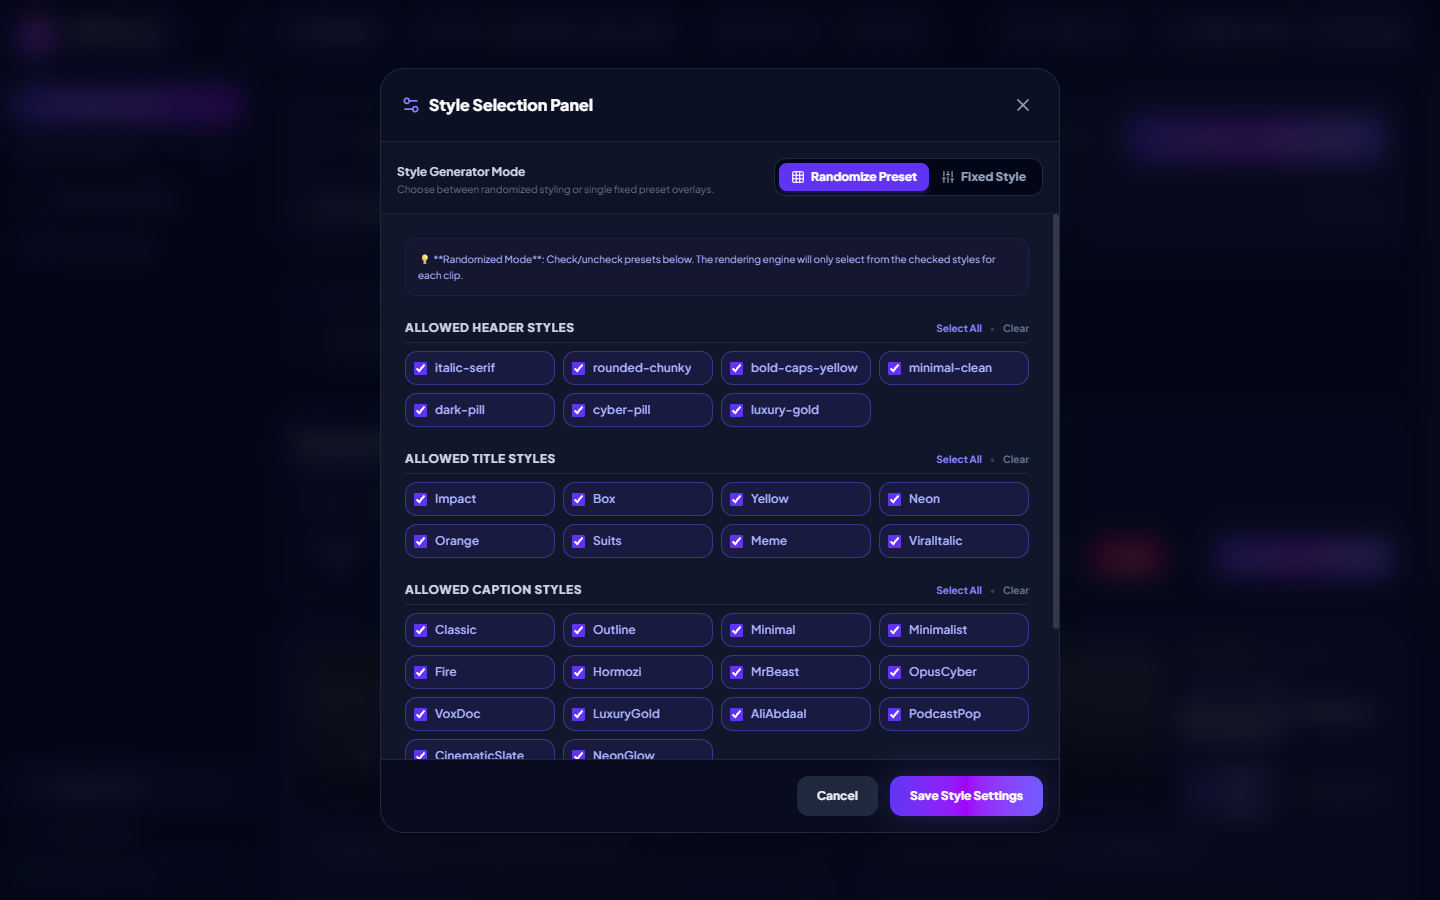 Style Selection Panel
Style Generator Mode
Choose between randomized styling or single fixed preset overlays.
Randomize Preset
Fixed Style
💡 **Randomized Mode**: Check/uncheck presets below. The rendering engine will only select from the checked styles for
each clip.
ALLOWED HEADER STYLES
Select All • Clear
italic-serif
rounded-chunky
bold-caps-yellow
minimal-clean
dark-pill
cyber-pill
luxury-gold
ALLOWED TITLE STYLES
Select All • Clear
Impact
Box
Yellow
Neon
Orange
Suits
Meme
ViralItalic
ALLOWED CAPTION STYLES
Select All • Clear
Classic
Outline
Minimal
Minimalist
Fire
Hormozi
MrBeast
OpusCyber
VoxDoc
LuxuryGold
AliAbdaal
PodcastPop
CinematicSlate
NeonGlow
Cancel
Save Style Settings